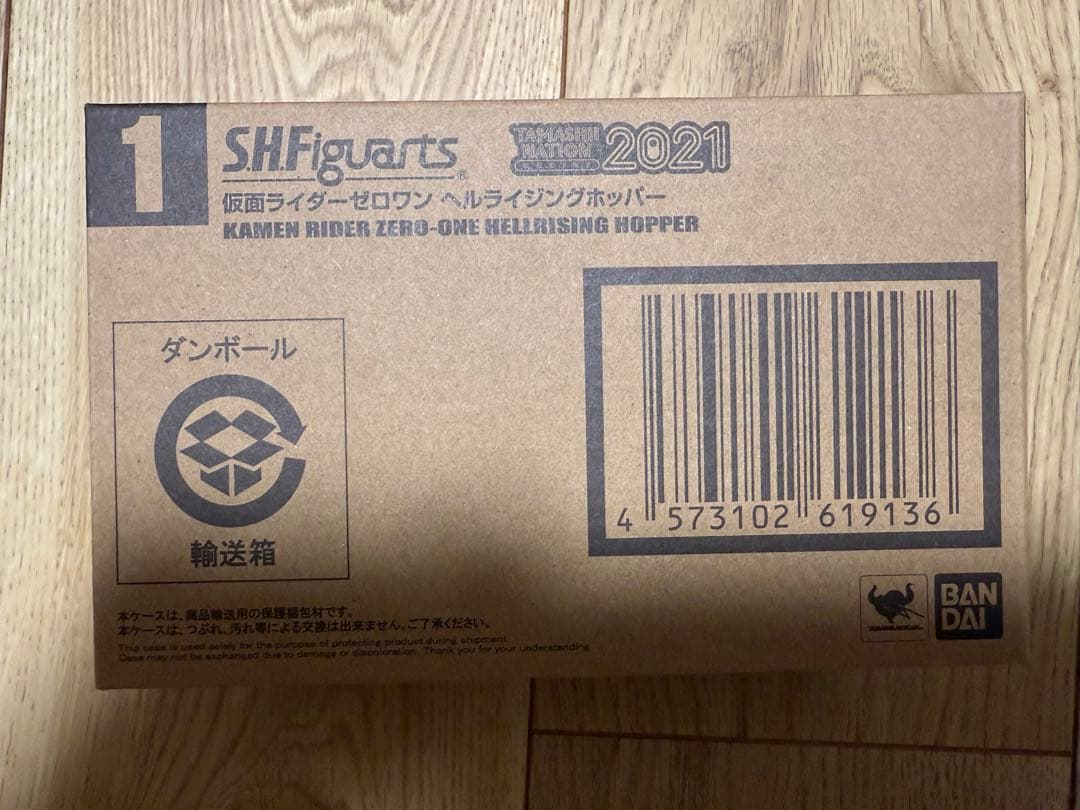 1
S.H.Figuarts
®
TAMASHII NATION 2021
仮面ライダーゼロワン ヘルライジングホッパー
KAMEN RIDER ZERO-ONE HELLRISING HOPPER
ダンボール
輸送箱
4 573102 619136
本ケースは、商品輸送用の保護梱包材です。
本ケースは、つぶれ、汚れ等による交換は出来ません。ご了承ください。
This case is used solely for the purpose of protecting product during shipment.
Case may not be exchanged due to damage or discoloration. Thank you for your understanding.
BAN
DAI